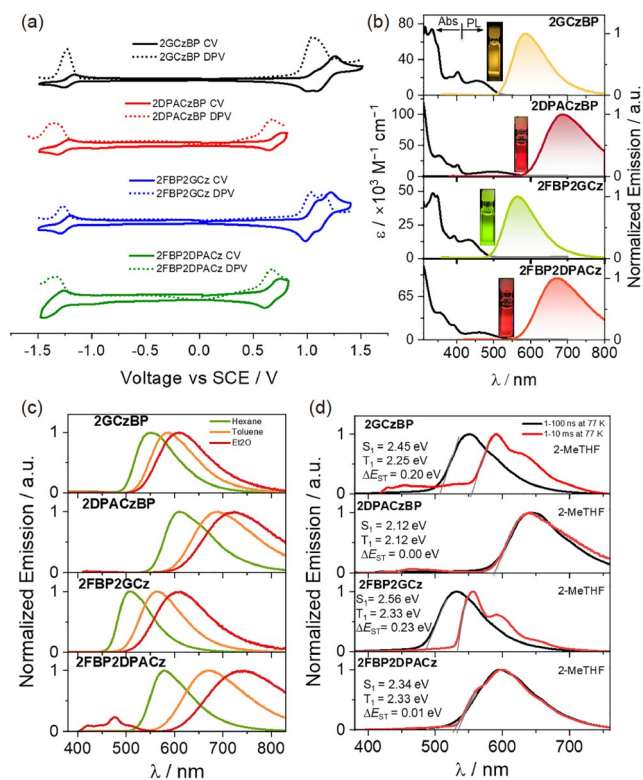 (a)
2GCzBP CV
2GCzBP DPV
2DPACzBP CV
2DPACzBP DPV
2FBP2GCz CV
2FBP2GCz DPV
2FBP2DPACz CV
2FBP2DPACz DPV
-1.5 -1.0 -0.5 0.0 0.5 1.0 1.5
Voltage vs SCE / V
(b)
2GCzBP
Abs PL
80
40
0
1
0
2DPACzBP
100
50
0
1
0
2FBP2GCz
50
25
0
1
0
2FBP2DPACz
65
0
1
0
ε / ×10³ M⁻¹ cm⁻¹
Normalized Emission / a.u.
400 500 600 700 800
λ / nm
(c)
2GCzBP
Hexane
Toluene
Et2O
1
0
2DPACzBP
1
0
2FBP2GCz
1
0
2FBP2DPACz
1
0
Normalized Emission / a.u.
400 500 600 700 800
λ / nm
(d)
2GCzBP
1-100 ns at 77 K
1-10 ms at 77 K
2-MeTHF
S₁ = 2.45 eV
T₁ = 2.25 eV
ΔE_ST = 0.20 eV
1
0
2DPACzBP
2-MeTHF
S₁ = 2.12 eV
T₁ = 2.12 eV
ΔE_ST = 0.00 eV
1
0
2FBP2GCz
2-MeTHF
S₁ = 2.56 eV
T₁ = 2.33 eV
ΔE_ST = 0.23 eV
1
0
2FBP2DPACz
2-MeTHF
S₁ = 2.34 eV
T₁ = 2.33 eV
ΔE_ST = 0.01 eV
1
0
Normalized Emission / a.u.
400 500 600 700 800
λ / nm